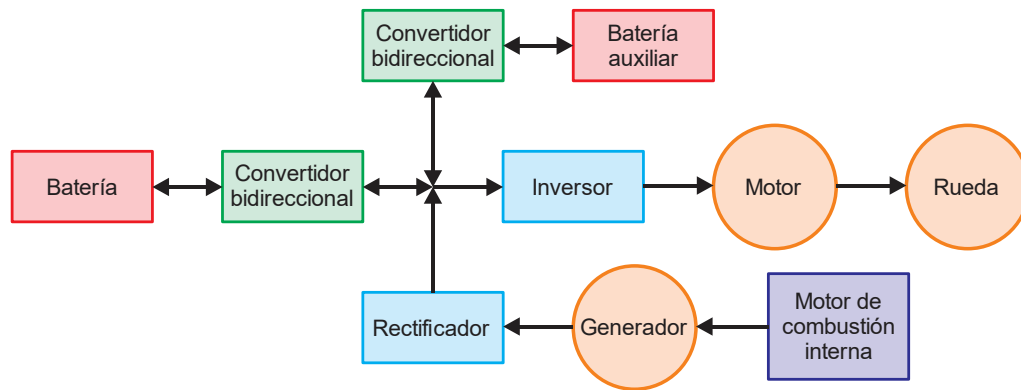 Convertidor
bidireccional
Batería
auxiliar
Batería
Convertidor
bidireccional
Inversor
Motor
Rueda
Rectificador
Generador
Motor de
combustión
interna